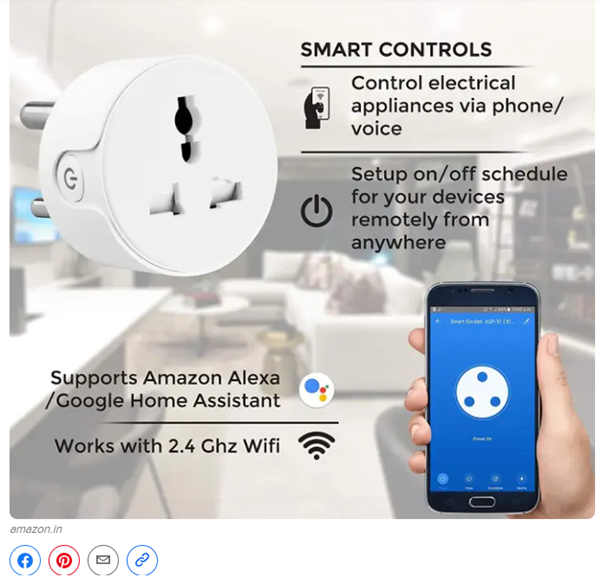 SMART CONTROLS
Control electrical
appliances via phone/
voice
Setup on/off schedule
for your devices
remotely from
anywhere
Smart Socket
Power On
Supports Amazon Alexa
/Google Home Assistant
Works with 2.4 Ghz Wifi
amazon.in